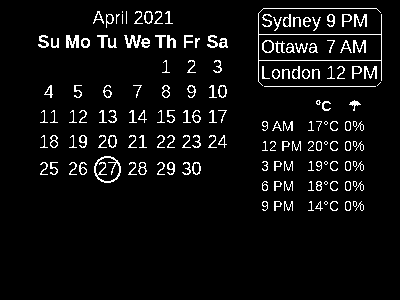 April 2021
Su Mo Tu We Th Fr Sa
1 2 3
4 5 6 7 8 9 10
11 12 13 14 15 16 17
18 19 20 21 22 23 24
25 26 27 28 29 30
Sydney 9 PM
Ottawa 7 AM
London 12 PM
°C ☂
9 AM 17°C 0%
12 PM 20°C 0%
3 PM 19°C 0%
6 PM 18°C 0%
9 PM 14°C 0%